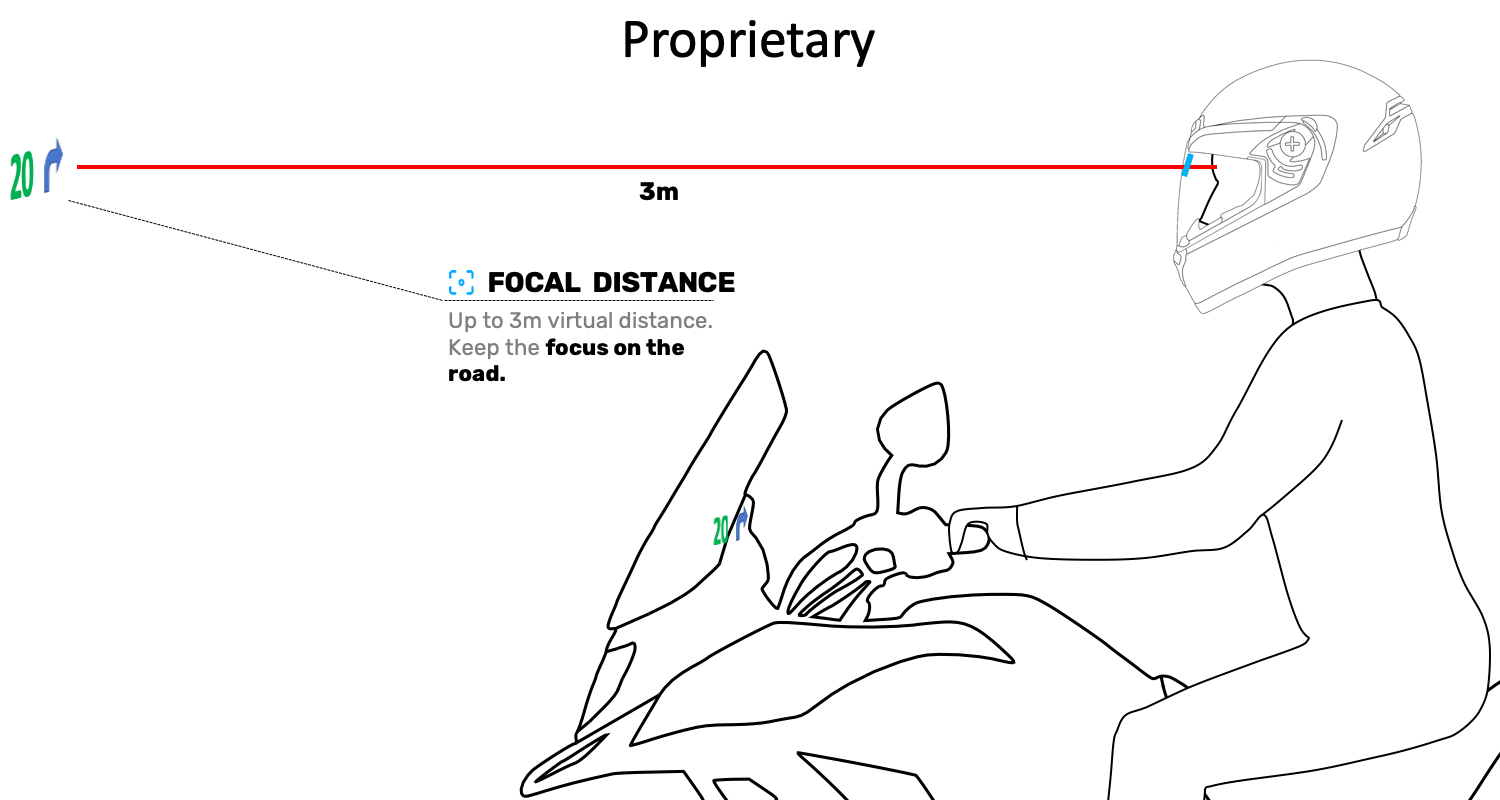 Proprietary
20
3m
FOCAL DISTANCE
Up to 3m virtual distance.
Keep the focus on the
road.
20